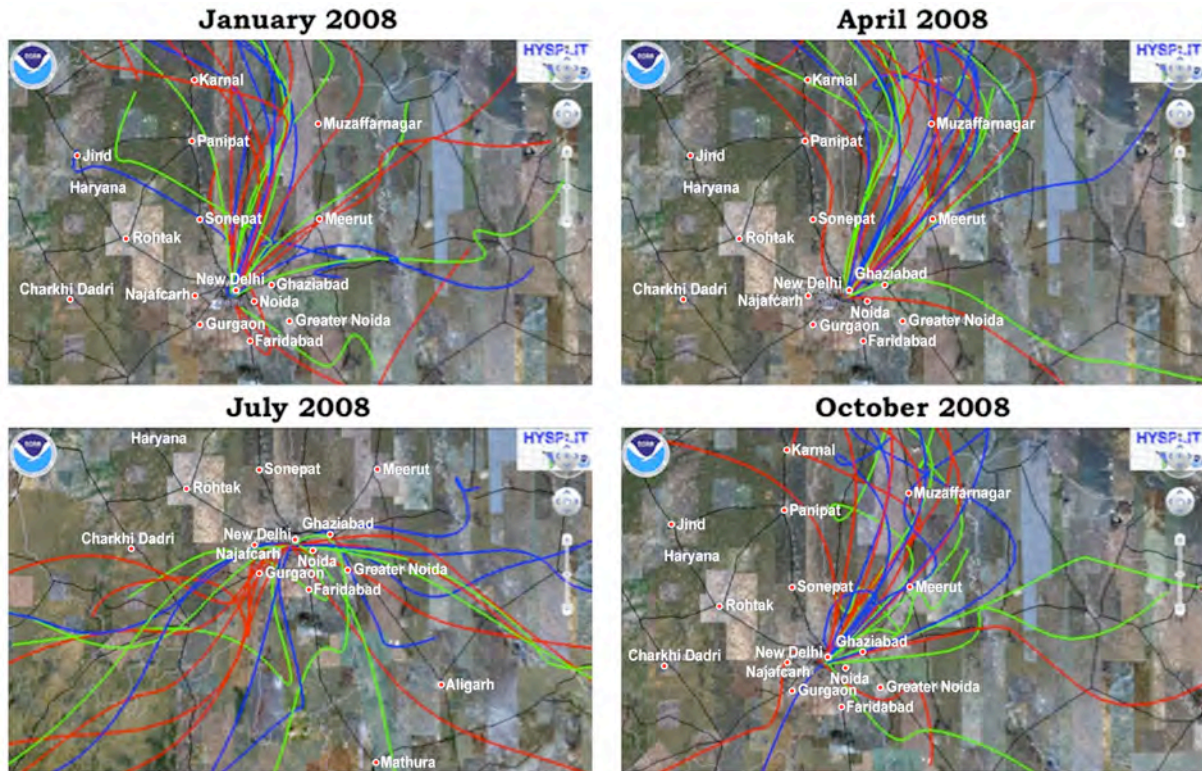 January 2008
April 2008
HYSPLIT
Karnal
Muzaffarnagar
Panipat
Jind
Haryana
Sonepat
Meerut
Rohtak
New Delhi
Ghaziabad
Charkhi Dadri
Najafcarh
Noida
Gurgaon
Greater Noida
Faridabad
HYSPLIT
Karnal
Muzaffarnagar
Panipat
Jind
Haryana
Sonepat
Meerut
Rohtak
Ghaziabad
New Delhi
Charkhi Dadri
Najafcarh
Noida
Gurgaon
Greater Noida
Faridabad
July 2008
October 2008
Haryana
HYSPLIT
Sonepat
Meerut
Rohtak
Ghaziabad
New Delhi
Charkhi Dadri
Najafcarh
Noida
Gurgaon
Greater Noida
Faridabad
Aligarh
Mathura
HYSPLIT
Karnal
Muzaffarnagar
Panipat
Jind
Haryana
Sonepat
Meerut
Rohtak
Ghaziabad
New Delhi
Charkhi Dadri
Najafcarh
Noida
Gurgaon
Greater Noida
Faridabad